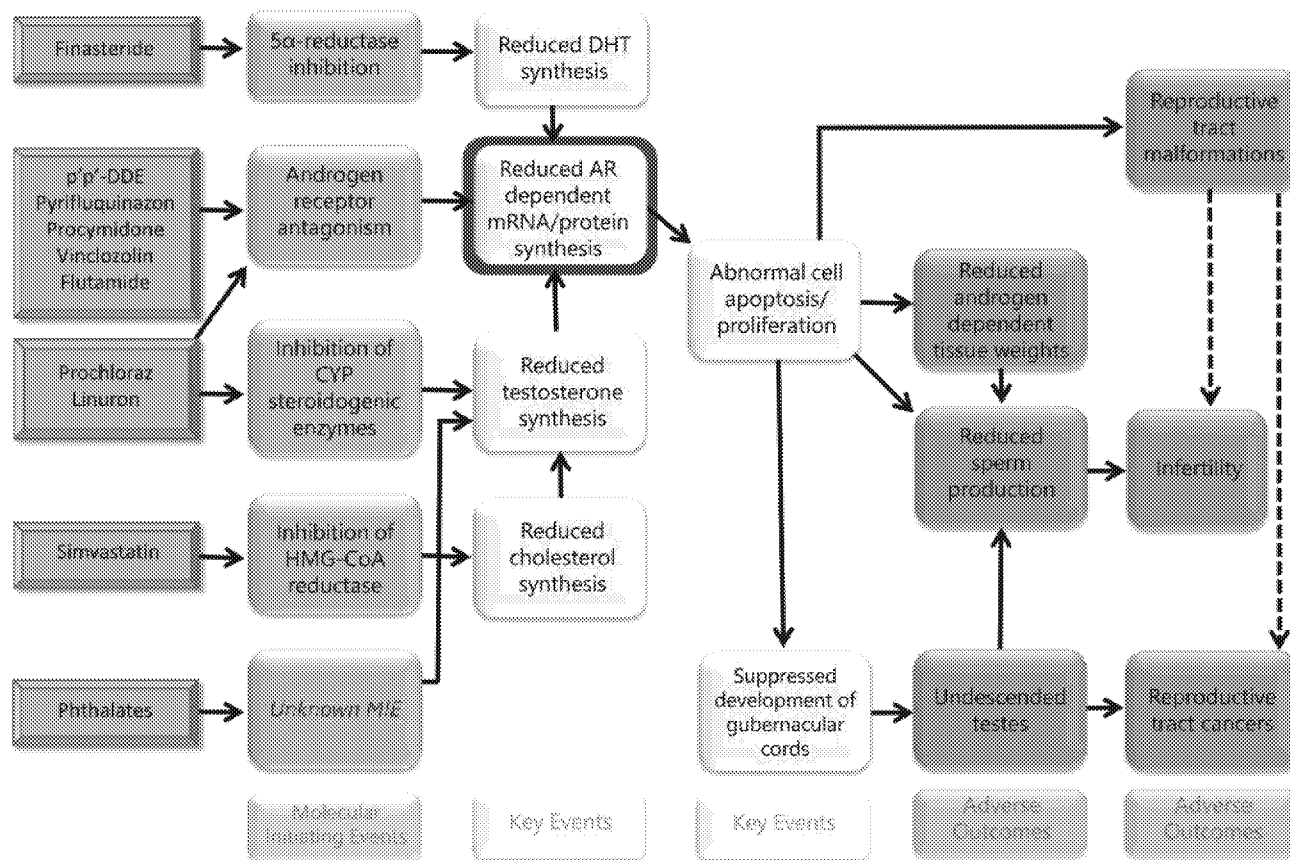 Finasteride
5α-reductase
inhibition
Reduced DHT
synthesis
Reproductive
tract
malformations
p'p'-DDE
Pyrifluquinazon
Procymidone
Vinclozolin
Flutamide
Androgen
receptor
antagonism
Reduced AR
dependent
mRNA/protein
synthesis
Abnormal cell
apoptosis/
proliferation
Reduced
androgen
dependent
tissue weights
Prochloraz
Linuron
Inhibition of
CYP
steroidogenic
enzymes
Reduced
testosterone
synthesis
Reduced
sperm
production
Infertility
Simvastatin
Inhibition of
HMG-CoA
reductase
Reduced
cholesterol
synthesis
Phthalates
Unknown MIE
Suppressed
development of
gubernacular
cords
Undescended
testes
Reproductive
tract cancers
Molecular
Initiating Events
Key Events
Key Events
Adverse
Outcomes
Adverse
Outcomes